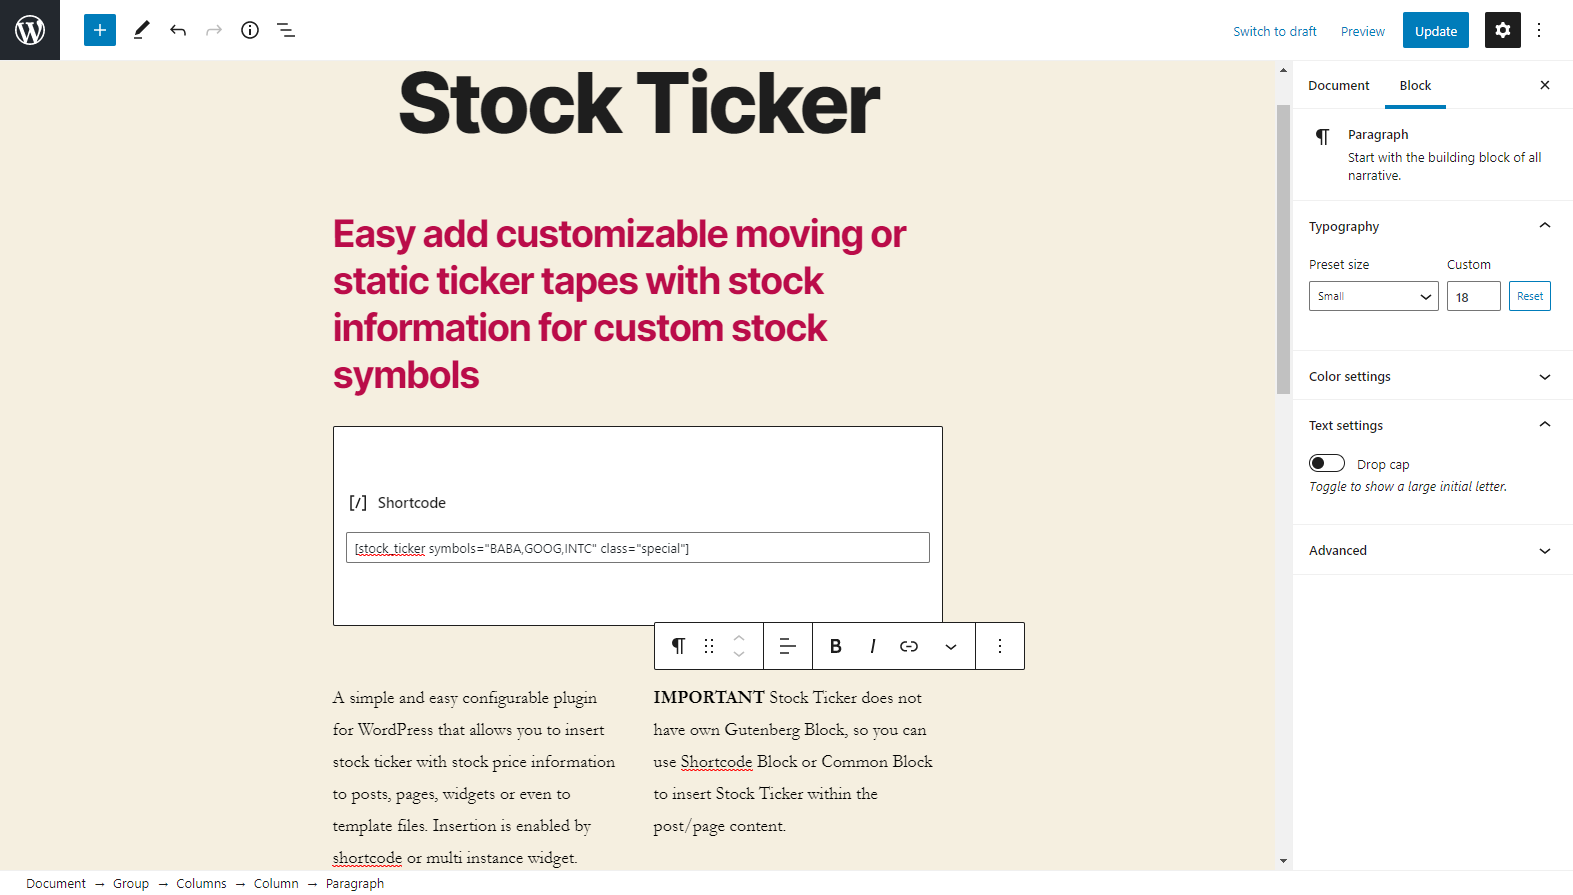 Switch to draft
Preview
Update
Stock Ticker
Easy add customizable moving or
static ticker tapes with stock
information for custom stock
symbols
[/] Shortcode
[stock_ticker symbols="BABA,GOOG,INTC" class="special"]
B I
A simple and easy configurable plugin
for WordPress that allows you to insert
stock ticker with stock price information
to posts, pages, widgets or even to
template files. Insertion is enabled by
shortcode or multi instance widget.
IMPORTANT Stock Ticker does not
have own Gutenberg Block, so you can
use Shortcode Block or Common Block
to insert Stock Ticker within the
post/page content.
Document
Block
Paragraph
Start with the building block of all
narrative.
Typography
Preset size
Custom
Small
18
Reset
Color settings
Text settings
Drop cap
Toggle to show a large initial letter.
Advanced
Document → Group → Columns → Column → Paragraph